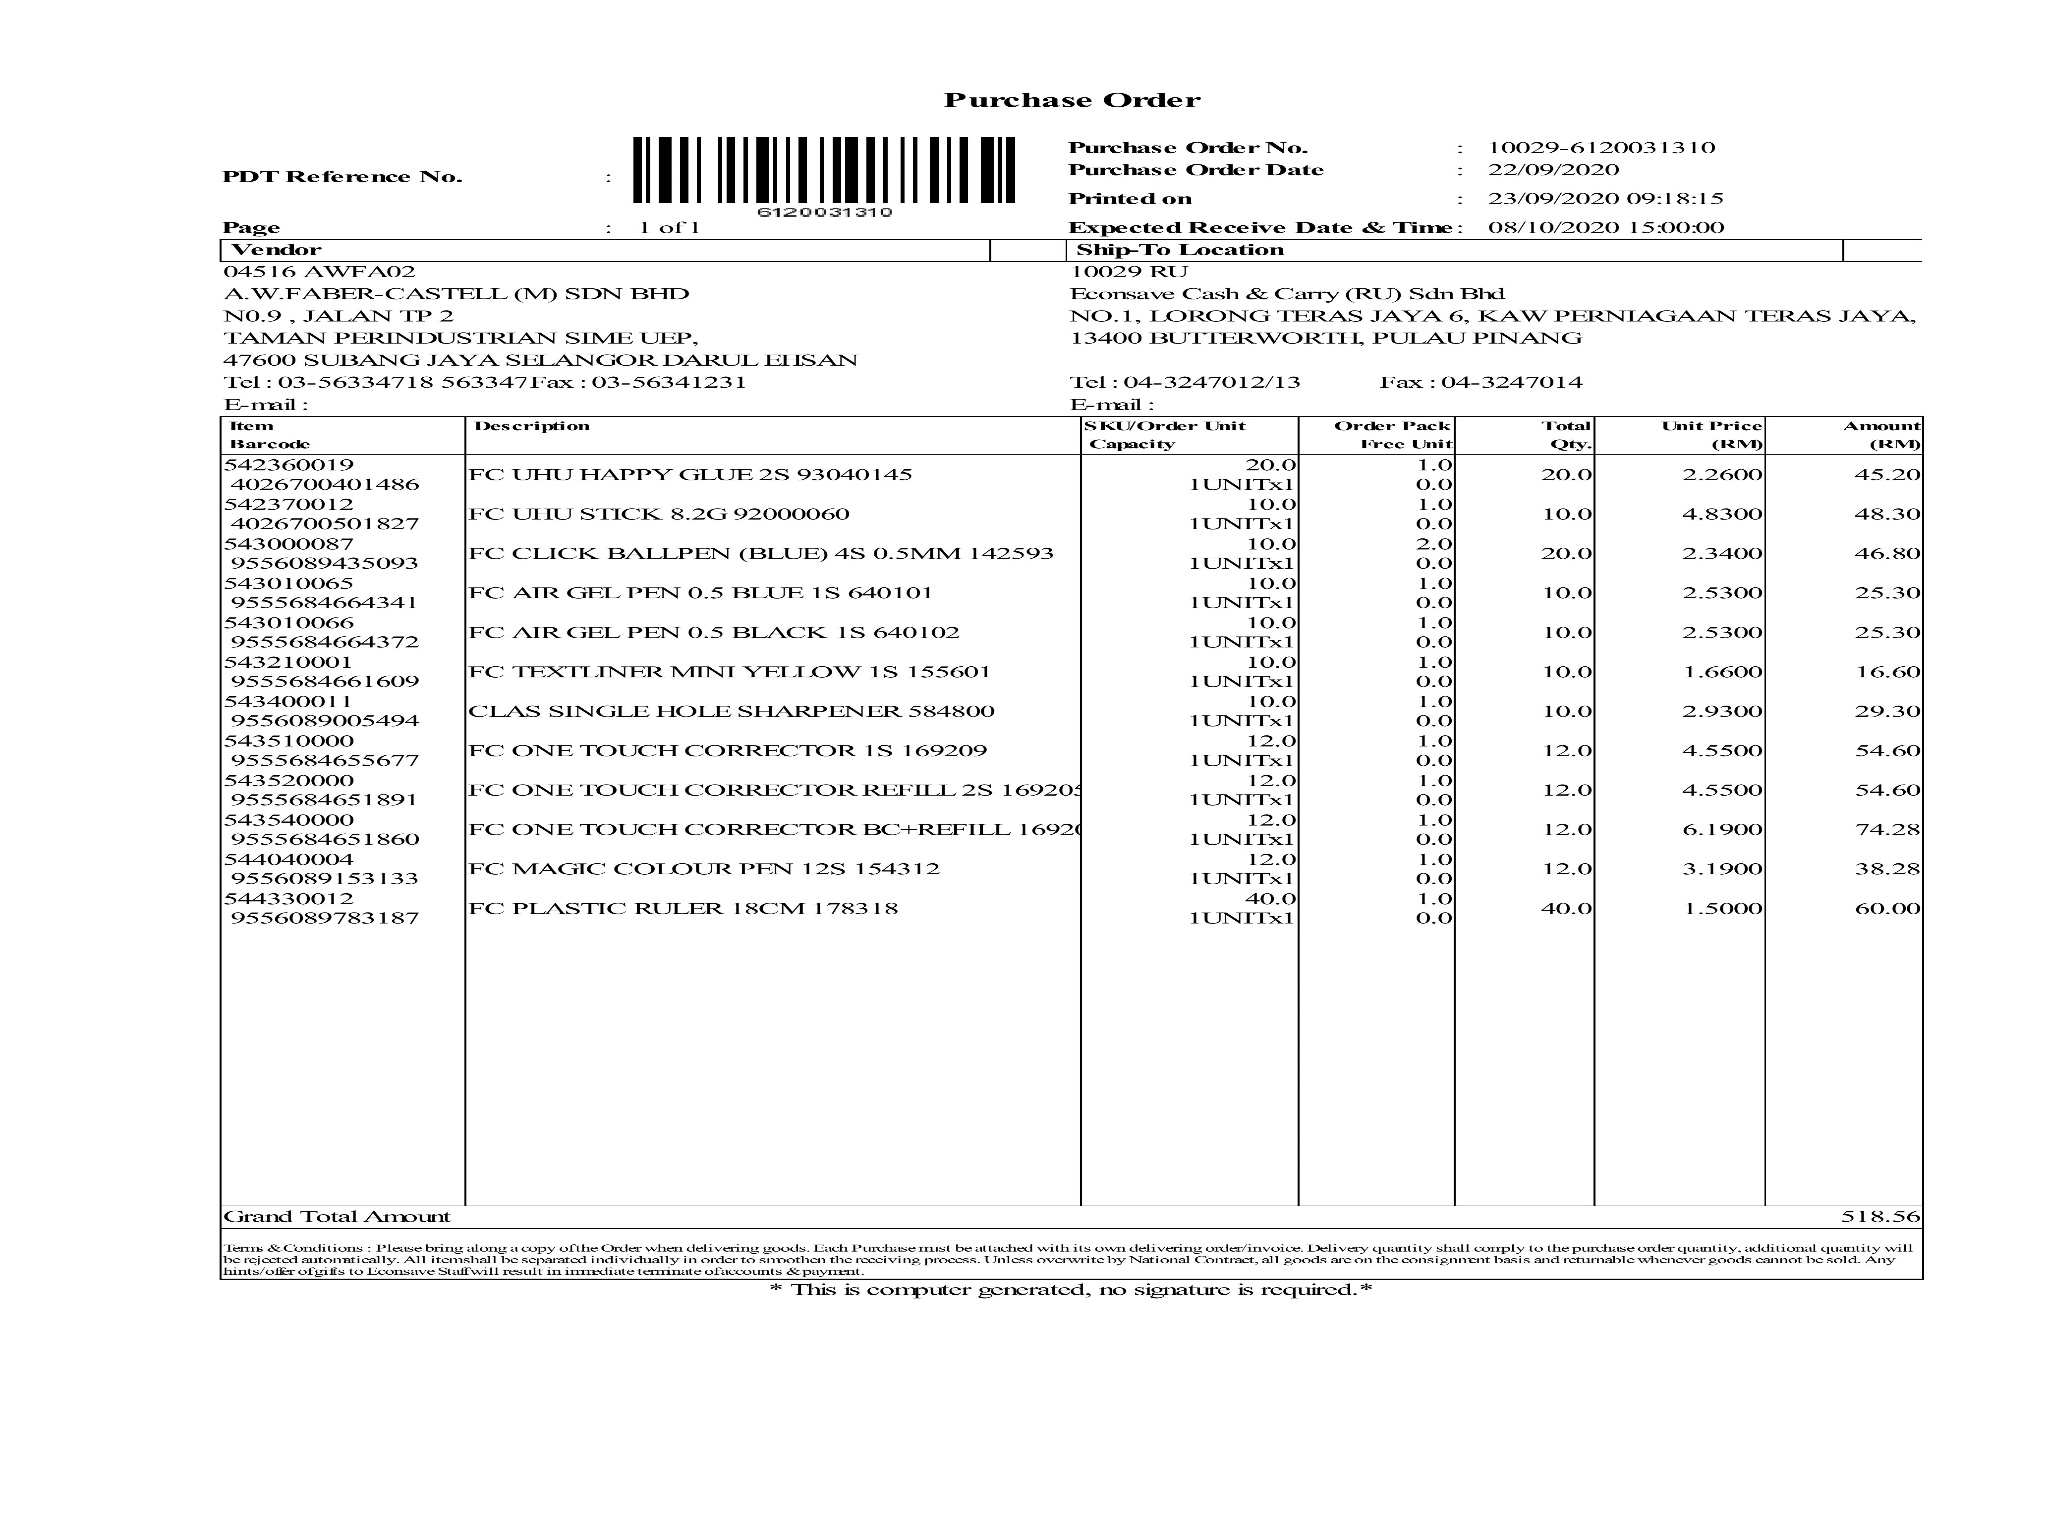 Purchase Order
PDT Reference No. :
6120031310
Purchase Order No. : 10029-6120031310
Purchase Order Date : 22/09/2020
Printed on : 23/09/2020 09:18:15
Page : 1 of 1
Expected Receive Date & Time : 08/10/2020 15:00:00
Vendor
Ship-To Location
04516 AWFA02
A.W.FABER-CASTELL (M) SDN BHD
N0.9 , JALAN TP 2
TAMAN PERINDUSTRIAN SIME UEP,
47600 SUBANG JAYA SELANGOR DARUL EHSAN
Tel : 03-56334718 563347Fax : 03-56341231
E-mail :
10029 RU
Econsave Cash & Carry (RU) Sdn Bhd
NO.1, LORONG TERAS JAYA 6, KAW PERNIAGAAN TERAS JAYA,
13400 BUTTERWORTH, PULAU PINANG
Tel : 04-3247012/13 Fax : 04-3247014
E-mail :
Item Description SKU/Order Unit Order Pack Total Unit Price Amount
Barcode Capacity Free Unit Qty. (RM) (RM)
542360019 20.0 1.0
FC UHU HAPPY GLUE 2S 93040145 20.0 2.2600 45.20
4026700401486 1UNITx1 0.0
542370012 10.0 1.0
FC UHU STICK 8.2G 92000060 10.0 4.8300 48.30
4026700501827 1UNITx1 0.0
543000087 10.0 2.0
FC CLICK BALLPEN (BLUE) 4S 0.5MM 142593 20.0 2.3400 46.80
9556089435093 1UNITx1 0.0
543010065 10.0 1.0
FC AIR GEL PEN 0.5 BLUE 1S 640101 10.0 2.5300 25.30
9555684664341 1UNITx1 0.0
543010066 10.0 1.0
FC AIR GEL PEN 0.5 BLACK 1S 640102 10.0 2.5300 25.30
9555684664372 1UNITx1 0.0
543210001 10.0 1.0
FC TEXTLINER MINI YELLOW 1S 155601 10.0 1.6600 16.60
9555684661609 1UNITx1 0.0
543400011 10.0 1.0
CLAS SINGLE HOLE SHARPENER 584800 10.0 2.9300 29.30
9556089005494 1UNITx1 0.0
543510000 12.0 1.0
FC ONE TOUCH CORRECTOR 1S 169209 12.0 4.5500 54.60
9555684655677 1UNITx1 0.0
543520000 12.0 1.0
FC ONE TOUCH CORRECTOR REFILL 2S 169205 12.0 4.5500 54.60
9555684651891 1UNITx1 0.0
543540000 12.0 1.0
FC ONE TOUCH CORRECTOR BC+REFILL 1692 12.0 6.1900 74.28
9555684651860 1UNITx1 0.0
544040004 12.0 1.0
FC MAGIC COLOUR PEN 12S 154312 12.0 3.1900 38.28
9556089153133 1UNITx1 0.0
544330012 40.0 1.0
FC PLASTIC RULER 18CM 178318 40.0 1.5000 60.00
9556089783187 1UNITx1 0.0
Grand Total Amount 518.56
Terms & Conditions : Please bring along a copy of the Order when delivering goods. Each Purchase must be attached with its own delivering order/invoice. Delivery quantity shall comply to the purchase order quantity, additional quantity will
be rejected automatically. All item shall be separated individually in order to smoothen the receiving process. Unless overwrite by National Contract, all goods are on the consignment basis and returnable whenever goods cannot be sold. Any
hints/offer of gifts to Econsave Staff will result in immediate terminate of accounts & payment.
* This is computer generated, no signature is required.*